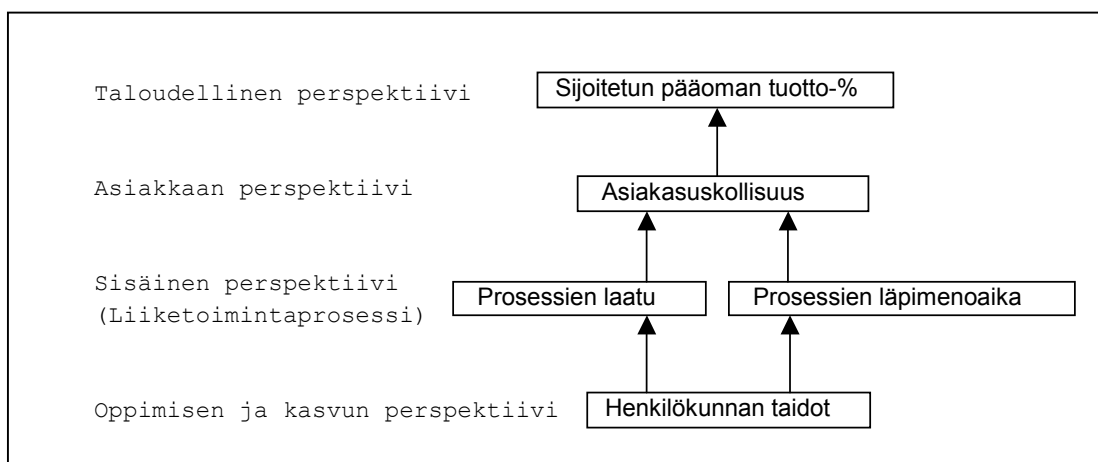 Taloudellinen perspektiivi
Sijoitetun pääoman tuotto-%
Asiakkaan perspektiivi
Asiakasuskollisuus
Sisäinen perspektiivi
(Liiketoimintaprosessi)
Prosessien laatu
Prosessien läpimenoaika
Oppimisen ja kasvun perspektiivi
Henkilökunnan taidot